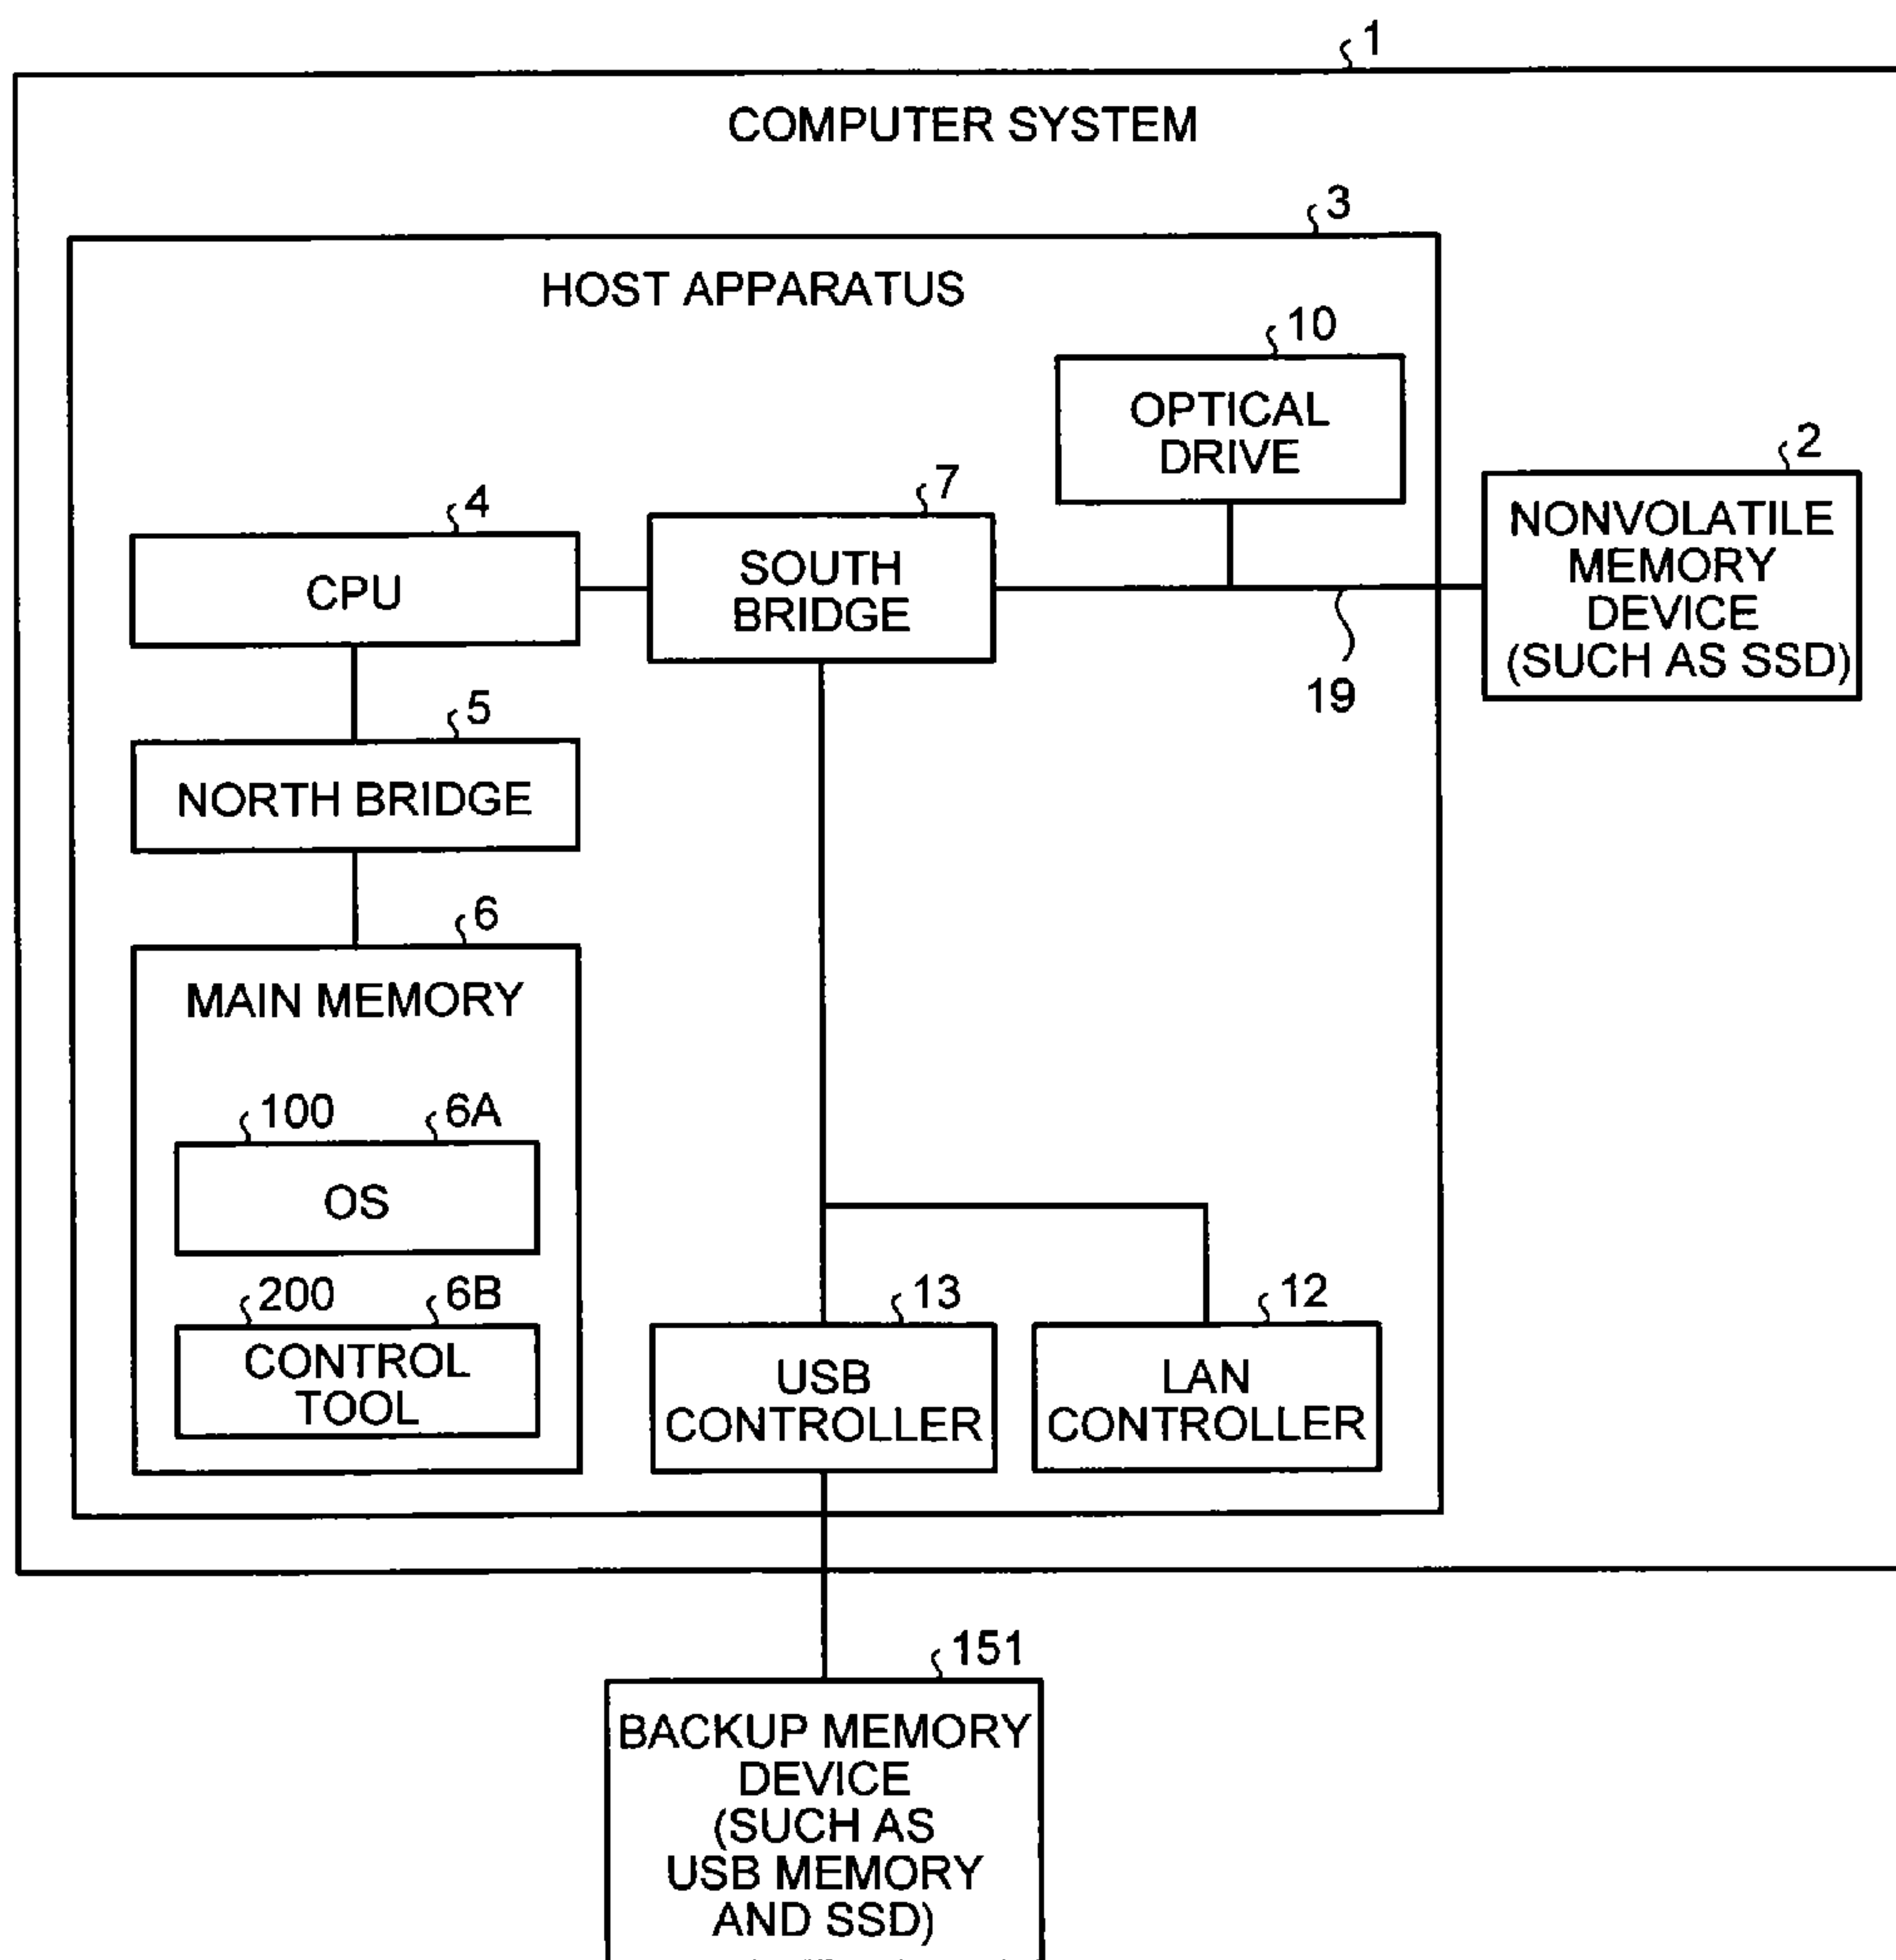 1
COMPUTER SYSTEM
3
HOST APPARATUS
10
OPTICAL
DRIVE
2
NONVOLATILE
MEMORY
DEVICE
(SUCH AS SSD)
4
CPU
7
SOUTH
BRIDGE
19
5
NORTH BRIDGE
6
MAIN MEMORY
100
6A
OS
200
6B
CONTROL
TOOL
13
USB
CONTROLLER
12
LAN
CONTROLLER
151
BACKUP MEMORY
DEVICE
(SUCH AS
USB MEMORY
AND SSD)